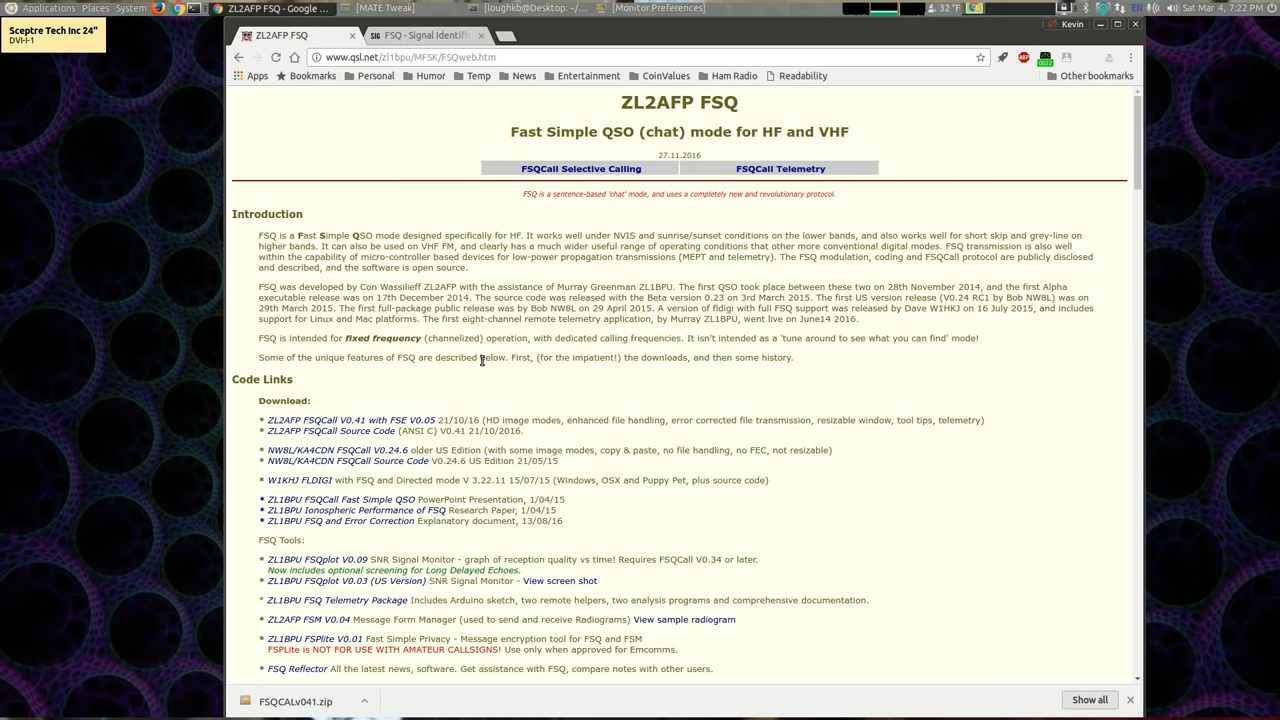 Applications Places System ZL2AFP FSQ - Google ... [MATE Tweak] [loughkb@Desktop: ~/... [Monitor Preferences] 32 °F Kevin Sat Mar 4, 7:22 PM
Sceptre Tech Inc 24"
DVI-I-1
Kevin
ZL2AFP FSQ SIG FSQ - Signal Identific
www.qsl.net/zl1bpu/MFSK/FSQweb.htm
Apps Bookmarks Personal Humor Temp News Entertainment CoinValues Ham Radio Readability Other bookmarks
ZL2AFP FSQ
Fast Simple QSO (chat) mode for HF and VHF
27.11.2016
FSQCall Selective Calling FSQCall Telemetry
FSQ is a sentence-based 'chat' mode, and uses a completely new and revolutionary protocol.
Introduction
FSQ is a Fast Simple QSO mode designed specifically for HF. It works well under NVIS and sunrise/sunset conditions on the lower bands, and also works well for short skip and grey-line on
higher bands. It can also be used on VHF FM, and clearly has a much wider useful range of operating conditions that other more conventional digital modes. FSQ transmission is also well
within the capability of micro-controller based devices for low-power propagation transmissions (MEPT and telemetry). The FSQ modulation, coding and FSQCall protocol are publicly disclosed
and described, and the software is open source.
FSQ was developed by Con Wassilieff ZL2AFP with the assistance of Murray Greenman ZL1BPU. The first QSO took place between these two on 28th November 2014, and the first Alpha
executable release was on 17th December 2014. The source code was released with the Beta version 0.23 on 3rd March 2015. The first US version release (V0.24 RC1 by Bob NW8L) was on
29th March 2015. The first full-package public release was by Bob NW8L on 29 April 2015. A version of fldigi with full FSQ support was released by Dave W1HKJ on 16 July 2015, and includes
support for Linux and Mac platforms. The first eight-channel remote telemetry application, by Murray ZL1BPU, went live on June14 2016.
FSQ is intended for fixed frequency (channelized) operation, with dedicated calling frequencies. It isn't intended as a 'tune around to see what you can find' mode!
Some of the unique features of FSQ are described below. First, (for the impatient!) the downloads, and then some history.
Code Links
Download:
* ZL2AFP FSQCall V0.41 with FSE V0.05 21/10/16 (HD image modes, enhanced file handling, error corrected file transmission, resizable window, tool tips, telemetry)
* ZL2AFP FSQCall Source Code (ANSI C) V0.41 21/10/2016.
* NW8L/KA4CDN FSQCall V0.24.6 older US Edition (with some image modes, copy & paste, no file handling, no FEC, not resizable)
* NW8L/KA4CDN FSQCall Source Code V0.24.6 US Edition 21/05/15
* W1KHJ FLDIGI with FSQ and Directed mode V 3.22.11 15/07/15 (Windows, OSX and Puppy Pet, plus source code)
* ZL1BPU FSQCall Fast Simple QSO PowerPoint Presentation, 1/04/15
* ZL1BPU Ionospheric Performance of FSQ Research Paper, 1/04/15
* ZL1BPU FSQ and Error Correction Explanatory document, 13/08/16
FSQ Tools:
* ZL1BPU FSQplot V0.09 SNR Signal Monitor - graph of reception quality vs time! Requires FSQCall V0.34 or later.
Now includes optional screening for Long Delayed Echoes.
* ZL1BPU FSQplot V0.03 (US Version) SNR Signal Monitor - View screen shot
* ZL1BPU FSQ Telemetry Package Includes Arduino sketch, two remote helpers, two analysis programs and comprehensive documentation.
* ZL2AFP FSM V0.04 Message Form Manager (used to send and receive Radiograms) View sample radiogram
* ZL1BPU FSPlite V0.01 Fast Simple Privacy - Message encryption tool for FSQ and FSM
FSPLite is NOT FOR USE WITH AMATEUR CALLSIGNS! Use only when approved for Emcomms.
* FSQ Reflector All the latest news, software. Get assistance with FSQ, compare notes with other users.
FSQCALv041.zip Show all